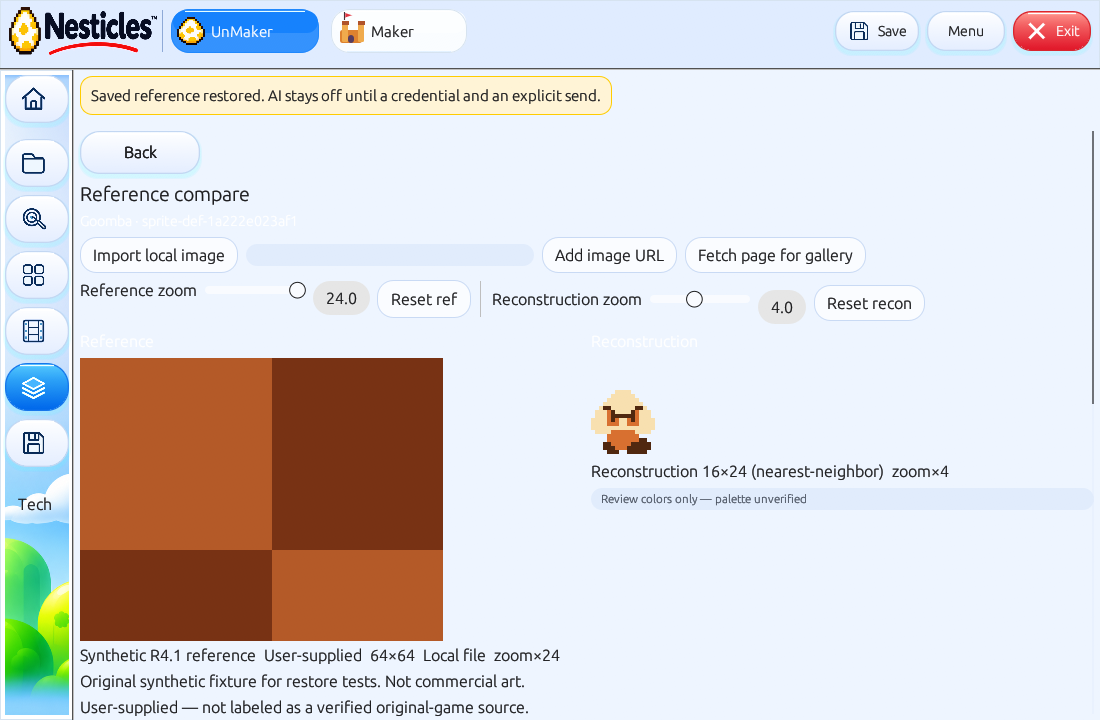 Nesticles™
UnMaker
Maker
Save
Menu
Exit
Saved reference restored. AI stays off until a credential and an explicit send.
Back
Reference compare
Goomba - sprite-def-1a222e023af1
Import local image
Add image URL
Fetch page for gallery
Reference zoom
24.0
Reset ref
Reconstruction zoom
4.0
Reset recon
Reference
Reconstruction
Reconstruction 16×24 (nearest-neighbor) zoom×4
Review colors only — palette unverified
Tech
Synthetic R4.1 reference User-supplied 64×64 Local file zoom×24
Original synthetic fixture for restore tests. Not commercial art.
User-supplied — not labeled as a verified original-game source.